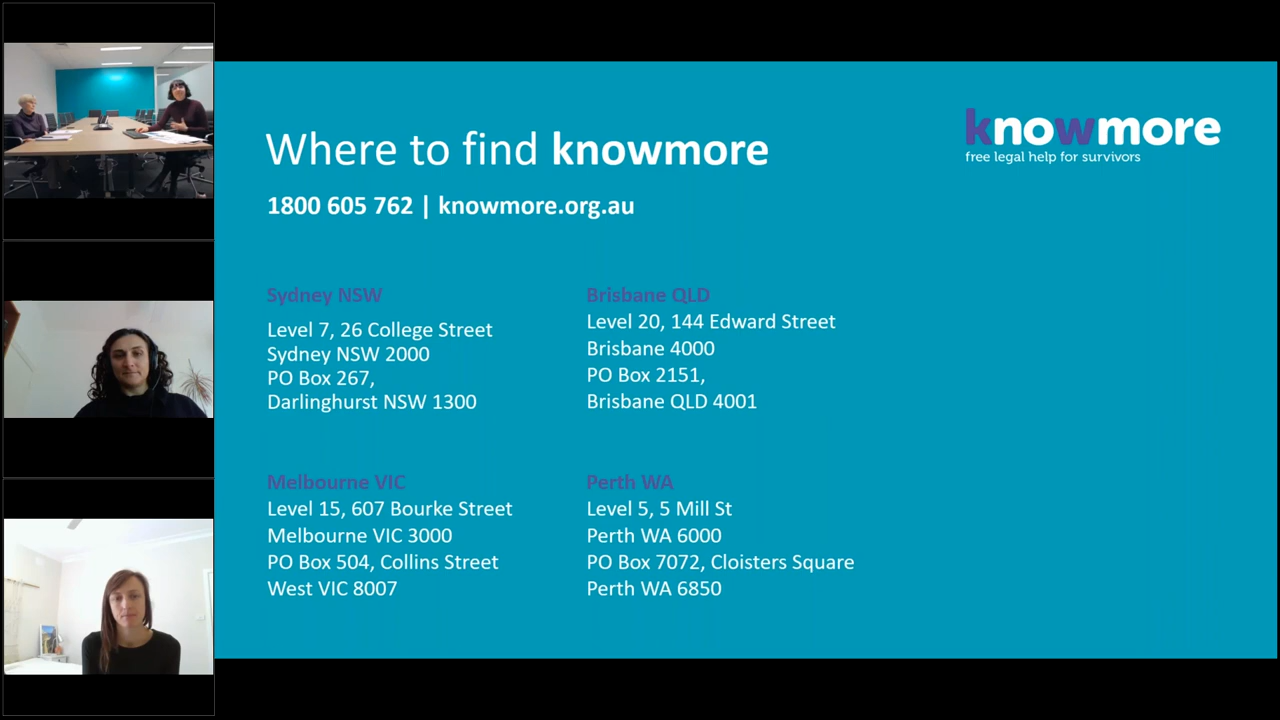 knowmore
free legal help for survivors
Where to find knowmore
1800 605 762 | knowmore.org.au
Sydney NSW
Level 7, 26 College Street
Sydney NSW 2000
PO Box 267,
Darlinghurst NSW 1300
Brisbane QLD
Level 20, 144 Edward Street
Brisbane 4000
PO Box 2151,
Brisbane QLD 4001
Melbourne VIC
Level 15, 607 Bourke Street
Melbourne VIC 3000
PO Box 504, Collins Street
West VIC 8007
Perth WA
Level 5, 5 Mill St
Perth WA 6000
PO Box 7072, Cloisters Square
Perth WA 6850